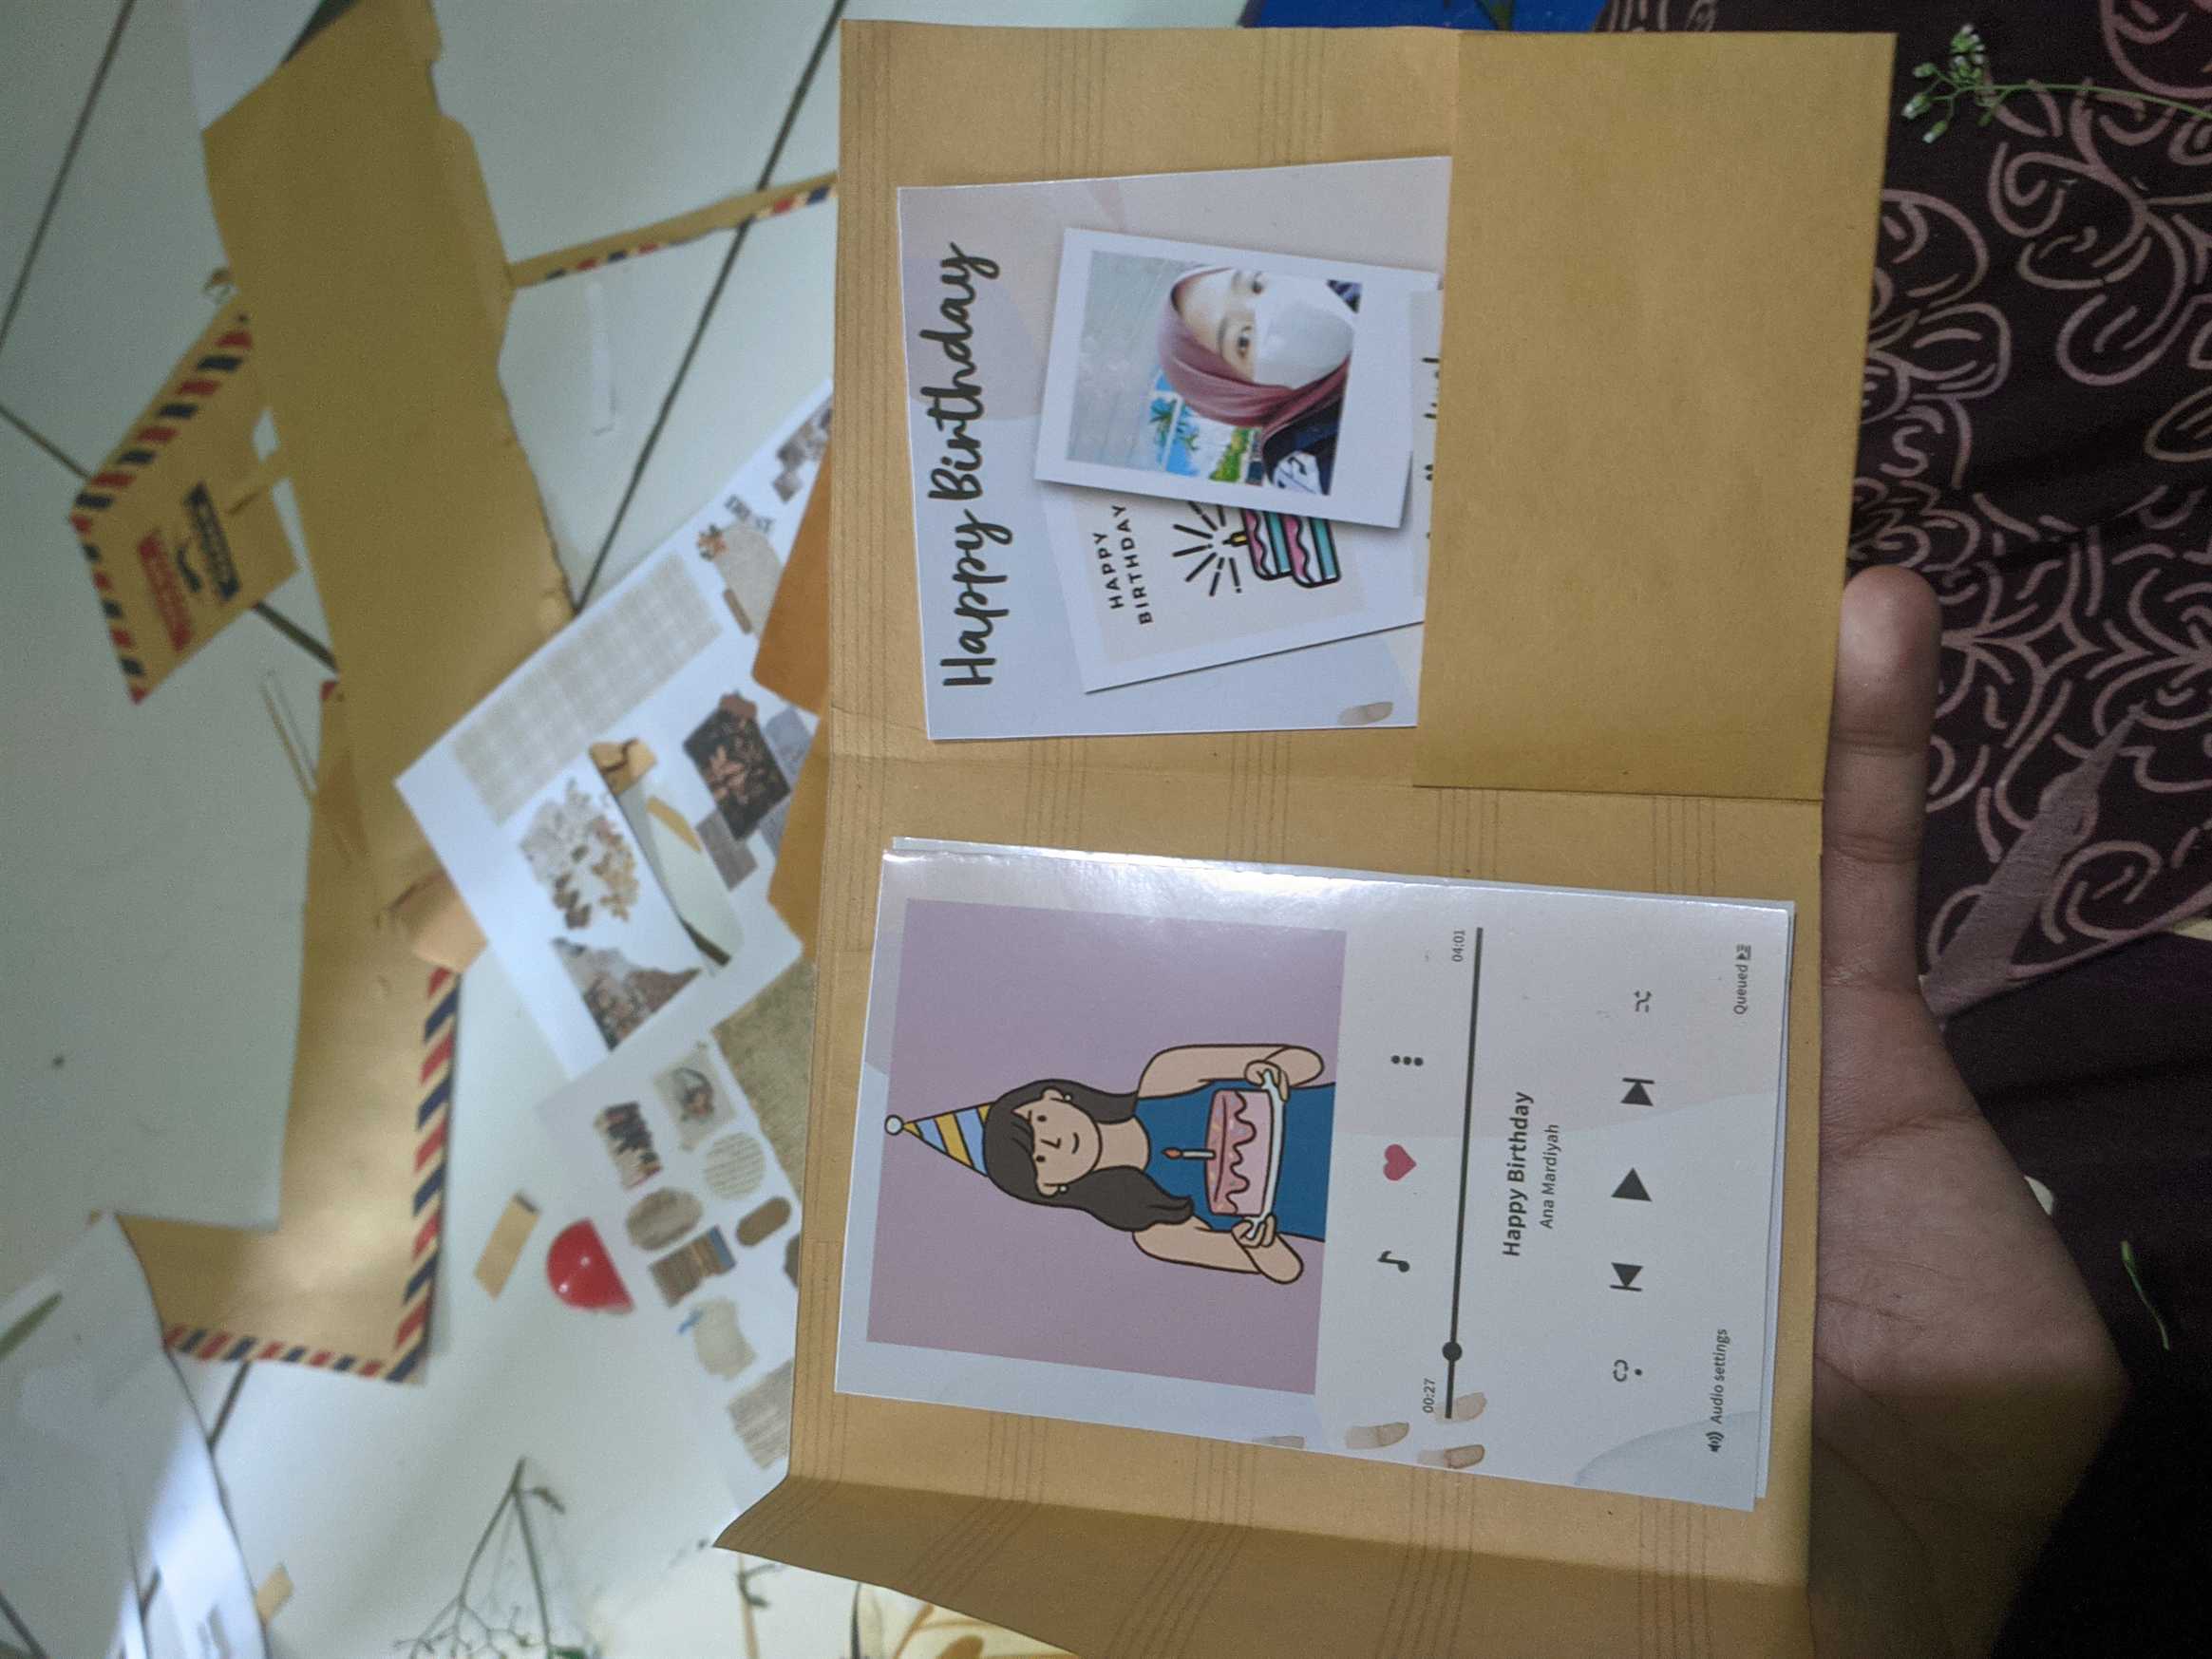 00:27
04:01
Happy Birthday
Ana Mardiyah
Audio settings
Queued
Happy Birthday
HAPPY
BIRTHDAY